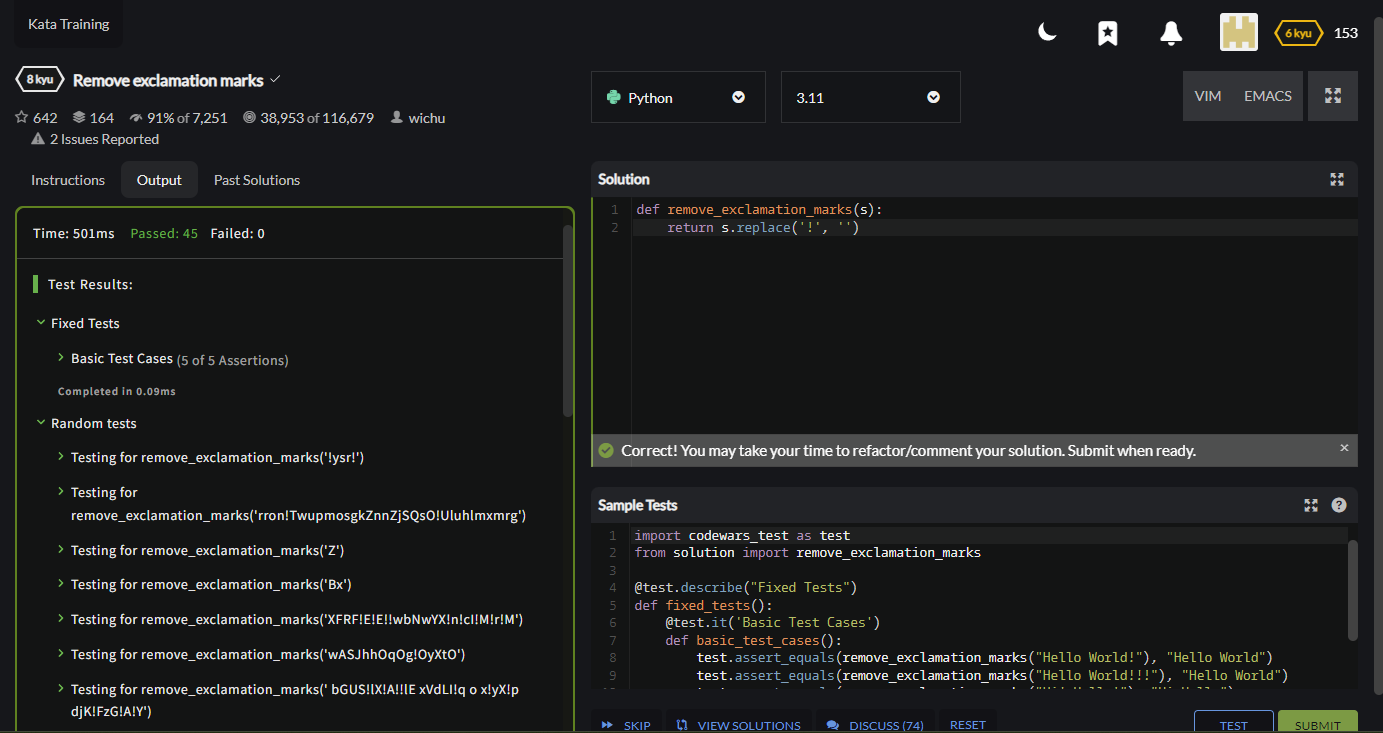 Kata Training
6 kyu
153
8 kyu
Remove exclamation marks
642
164
91% of 7,251
38,953 of 116,679
wichu
2 Issues Reported
Python
3.11
VIM
EMACS
Instructions
Output
Past Solutions
Time: 501ms Passed: 45 Failed: 0
Test Results:
Fixed Tests
Basic Test Cases (5 of 5 Assertions)
Completed in 0.09ms
Random tests
Testing for remove_exclamation_marks('!ysr!')
Testing for
remove_exclamation_marks('rron!TwupmosgkZnnZjSQsO!Uluhlmxmrg')
Testing for remove_exclamation_marks('Z')
Testing for remove_exclamation_marks('Bx')
Testing for remove_exclamation_marks('XFRF!E!E!!wbNwYX!n!cI!M!r!M')
Testing for remove_exclamation_marks('wASJhhOqOg!OyXtO')
Testing for remove_exclamation_marks(' bGUS!lX!A!!lE xVdLI!q o x!yX!p
djK!FzG!A!Y')
Solution
1 def remove_exclamation_marks(s):
2 return s.replace('!', '')
Correct! You may take your time to refactor/comment your solution. Submit when ready.
Sample Tests
1 import codewars_test as test
2 from solution import remove_exclamation_marks
3
4 @test.describe("Fixed Tests")
5 def fixed_tests():
6 @test.it('Basic Test Cases')
7 def basic_test_cases():
8 test.assert_equals(remove_exclamation_marks("Hello World!"), "Hello World")
9 test.assert_equals(remove_exclamation_marks("Hello World!!!"), "Hello World")
SKIP
VIEW SOLUTIONS
DISCUSS (74)
RESET
TEST
SUBMIT